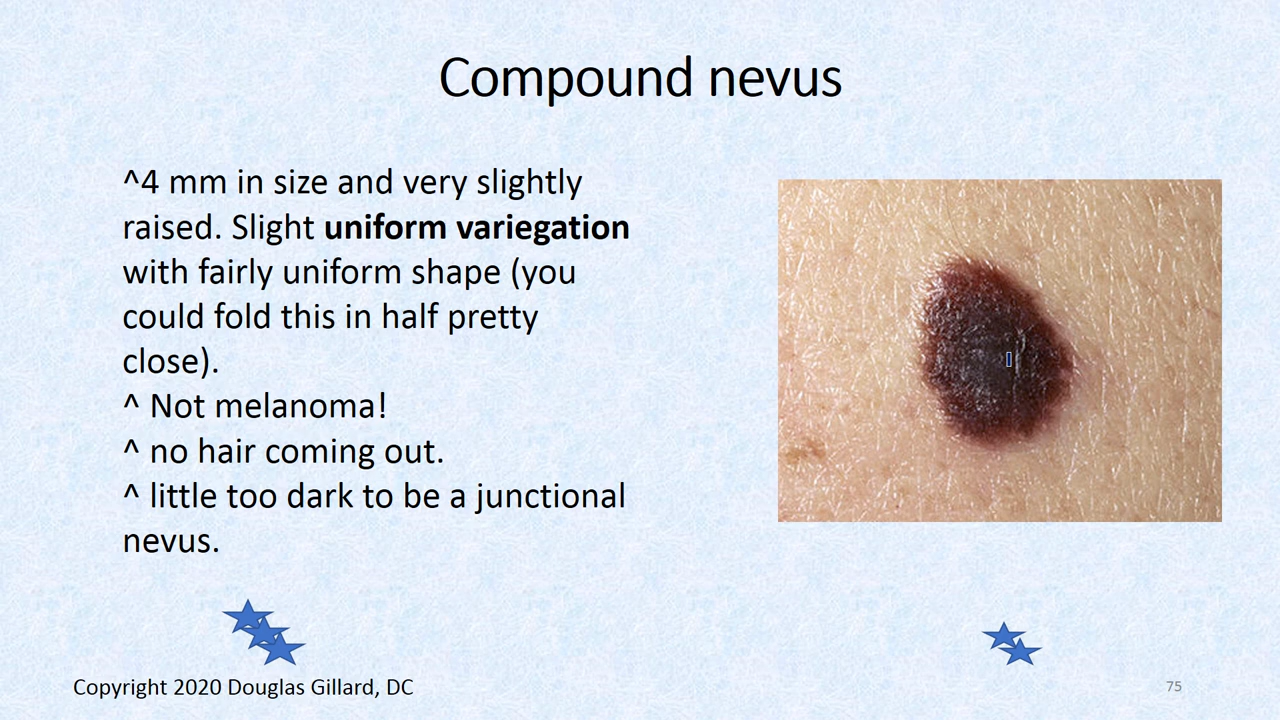 Compound nevus
^4 mm in size and very slightly
raised. Slight uniform variegation
with fairly uniform shape (you
could fold this in half pretty
close).
^ Not melanoma!
^ no hair coming out.
^ little too dark to be a junctional
nevus.
Copyright 2020 Douglas Gillard, DC
75